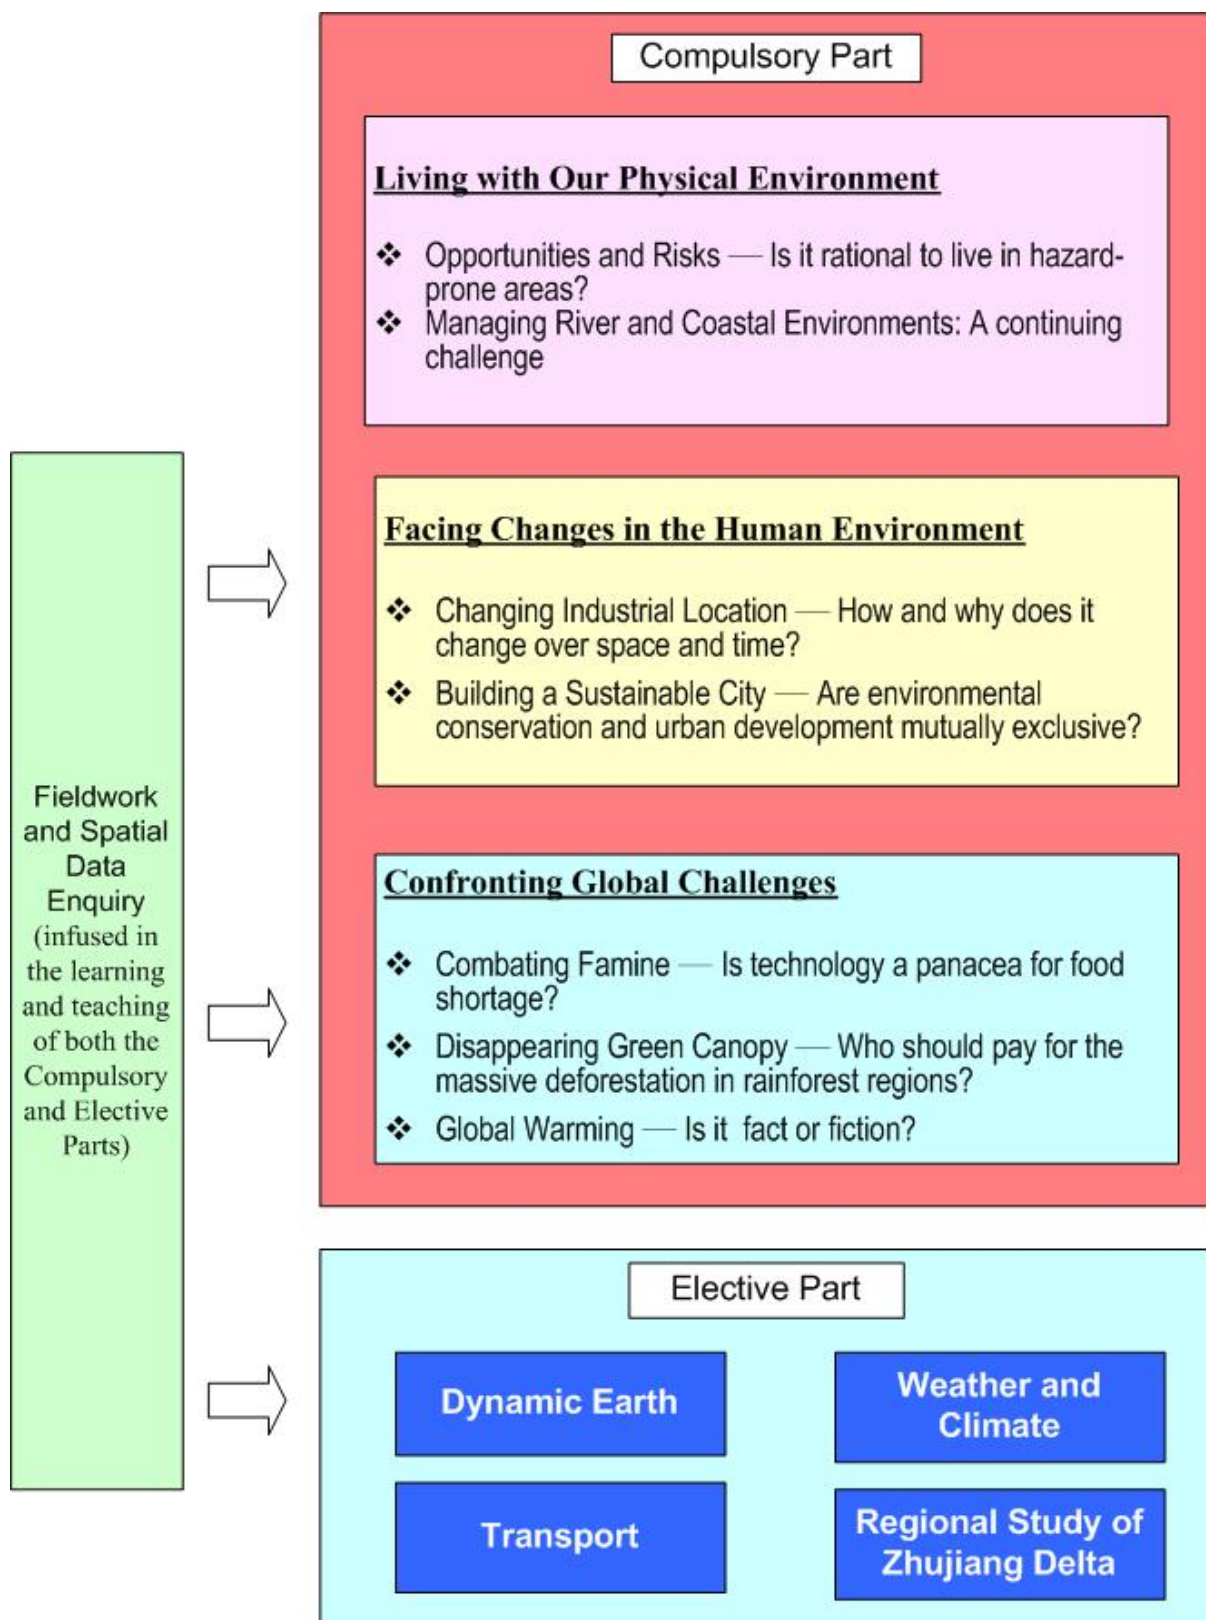 Compulsory Part
Living with Our Physical Environment
❖ Opportunities and Risks — Is it rational to live in hazard-
prone areas?
❖ Managing River and Coastal Environments: A continuing
challenge
Facing Changes in the Human Environment
❖ Changing Industrial Location — How and why does it
change over space and time?
❖ Building a Sustainable City — Are environmental
conservation and urban development mutually exclusive?
Confronting Global Challenges
❖ Combating Famine — Is technology a panacea for food
shortage?
❖ Disappearing Green Canopy — Who should pay for the
massive deforestation in rainforest regions?
❖ Global Warming — Is it fact or fiction?
Fieldwork
and Spatial
Data
Enquiry
(infused in
the learning
and teaching
of both the
Compulsory
and Elective
Parts)
Elective Part
Dynamic Earth
Weather and
Climate
Transport
Regional Study of
Zhujiang Delta